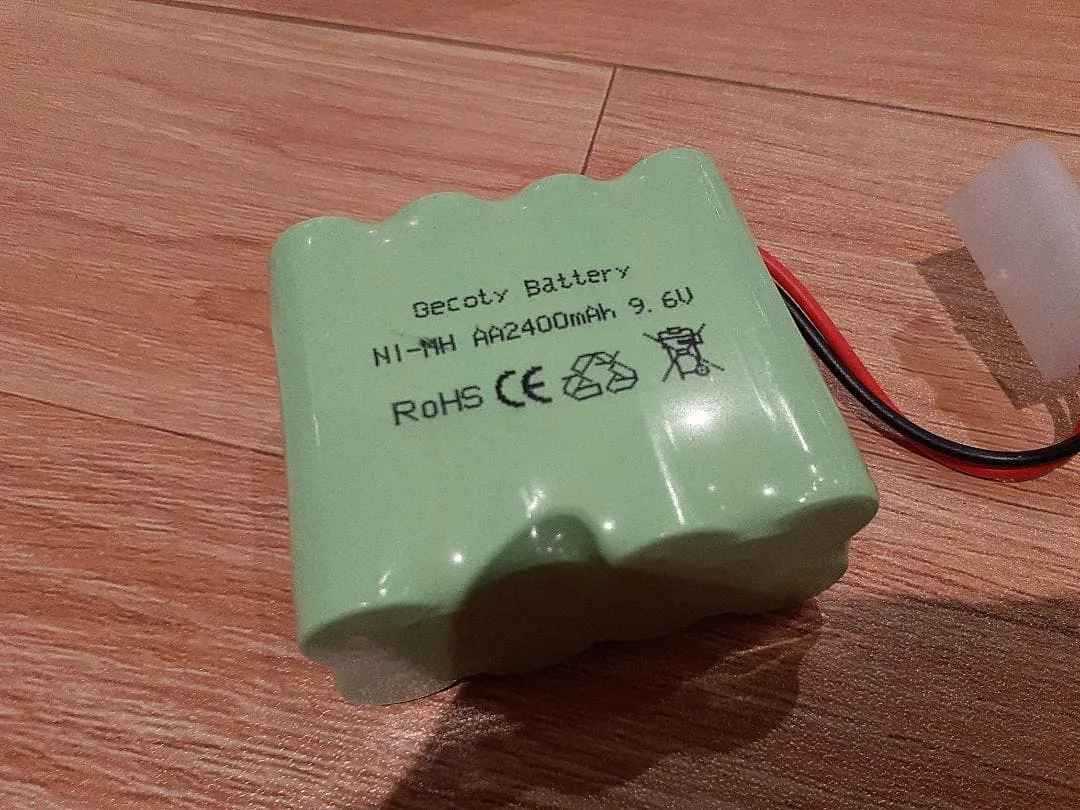 Gecoty Battery
NI-MH AA2400mAh 9.6V
RoHS CE